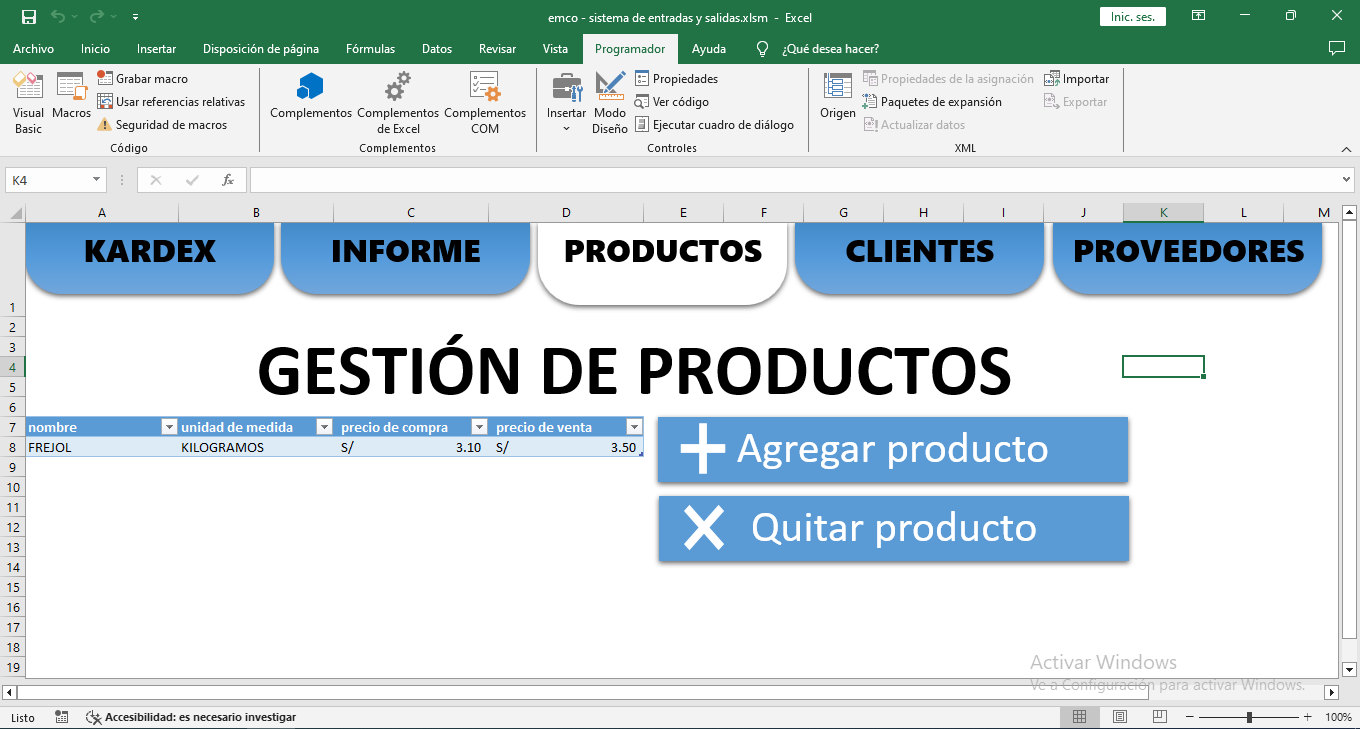 emco - sistema de entradas y salidas.xlsm - Excel
Inic. ses.
Archivo Inicio Insertar Disposición de página Fórmulas Datos Revisar Vista Programador Ayuda ¿Qué desea hacer?
Visual Basic
Macros
Grabar macro
Usar referencias relativas
Seguridad de macros
Código
Complementos
Complementos de Excel
Complementos COM
Complementos
Insertar
Modo Diseño
Propiedades
Ver código
Ejecutar cuadro de diálogo
Controles
Origen
Propiedades de la asignación
Paquetes de expansión
Actualizar datos
Importar
Exportar
XML
K4
fx
A B C D E F G H I J K L M
KARDEX INFORME PRODUCTOS CLIENTES PROVEEDORES
1
2
3
GESTIÓN DE PRODUCTOS
4
5
6
7 nombre unidad de medida precio de compra precio de venta
8 FREJOL KILOGRAMOS S/ 3.10 S/ 3.50
Agregar producto
9
10
11
12
Quitar producto
13
14
15
16
17
18
19
Activar Windows
Ve a Configuración para activar Windows.
Listo
Accesibilidad: es necesario investigar
100%